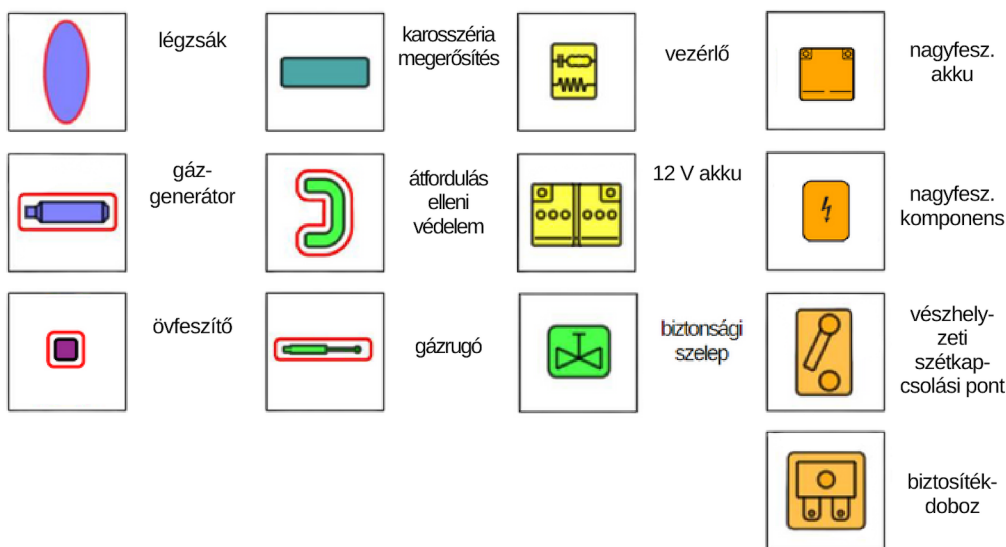 légzsák
karosszéria
megerősítés
vezérlő
nagyfesz.
akku
gáz-
generátor
átfordulás
elleni
védelem
12 V akku
nagyfesz.
komponens
övfeszítő
gázrugó
biztonsági
szelep
vészhely-
zeti
szétkap-
csolási pont
biztosíték-
doboz